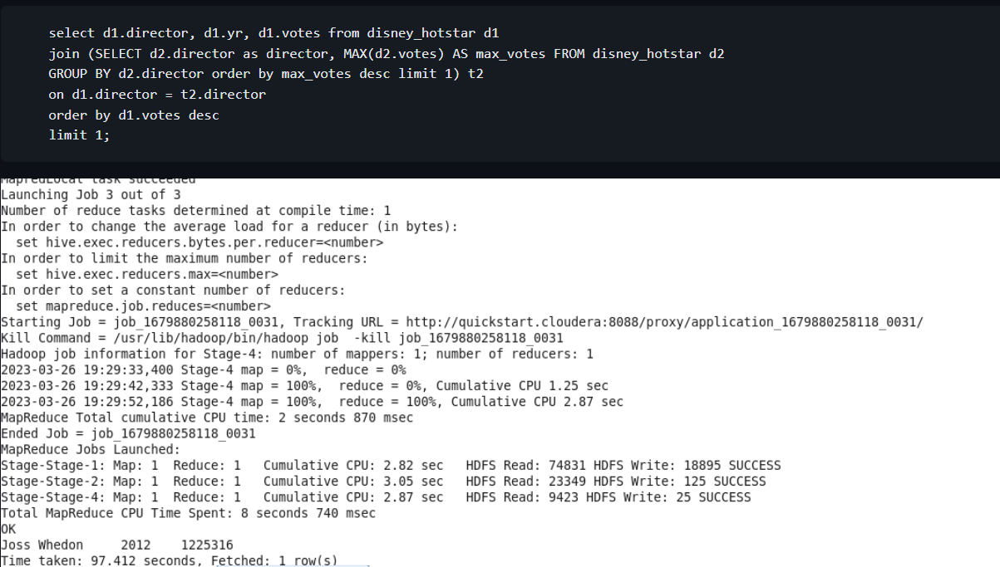 select d1.director, d1.yr, d1.votes from disney_hotstar d1
join (SELECT d2.director as director, MAX(d2.votes) AS max_votes FROM disney_hotstar d2
GROUP BY d2.director order by max_votes desc limit 1) t2
on d1.director = t2.director
order by d1.votes desc
limit 1;
MapredLocal task succeeded
Launching Job 3 out of 3
Number of reduce tasks determined at compile time: 1
In order to change the average load for a reducer (in bytes):
  set hive.exec.reducers.bytes.per.reducer=<number>
In order to limit the maximum number of reducers:
  set hive.exec.reducers.max=<number>
In order to set a constant number of reducers:
  set mapreduce.job.reduces=<number>
Starting Job = job_1679880258118_0031, Tracking URL = http://quickstart.cloudera:8088/proxy/application_1679880258118_0031/
Kill Command = /usr/lib/hadoop/bin/hadoop job  -kill job_1679880258118_0031
Hadoop job information for Stage-4: number of mappers: 1; number of reducers: 1
2023-03-26 19:29:33,400 Stage-4 map = 0%,  reduce = 0%
2023-03-26 19:29:42,333 Stage-4 map = 100%,  reduce = 0%, Cumulative CPU 1.25 sec
2023-03-26 19:29:52,186 Stage-4 map = 100%,  reduce = 100%, Cumulative CPU 2.87 sec
MapReduce Total cumulative CPU time: 2 seconds 870 msec
Ended Job = job_1679880258118_0031
MapReduce Jobs Launched:
Stage-Stage-1: Map: 1  Reduce: 1   Cumulative CPU: 2.82 sec   HDFS Read: 74831 HDFS Write: 18895 SUCCESS
Stage-Stage-2: Map: 1  Reduce: 1   Cumulative CPU: 3.05 sec   HDFS Read: 23349 HDFS Write: 125 SUCCESS
Stage-Stage-4: Map: 1  Reduce: 1   Cumulative CPU: 2.87 sec   HDFS Read: 9423 HDFS Write: 25 SUCCESS
Total MapReduce CPU Time Spent: 8 seconds 740 msec
OK
Joss Whedon     2012    1225316
Time taken: 97.412 seconds, Fetched: 1 row(s)